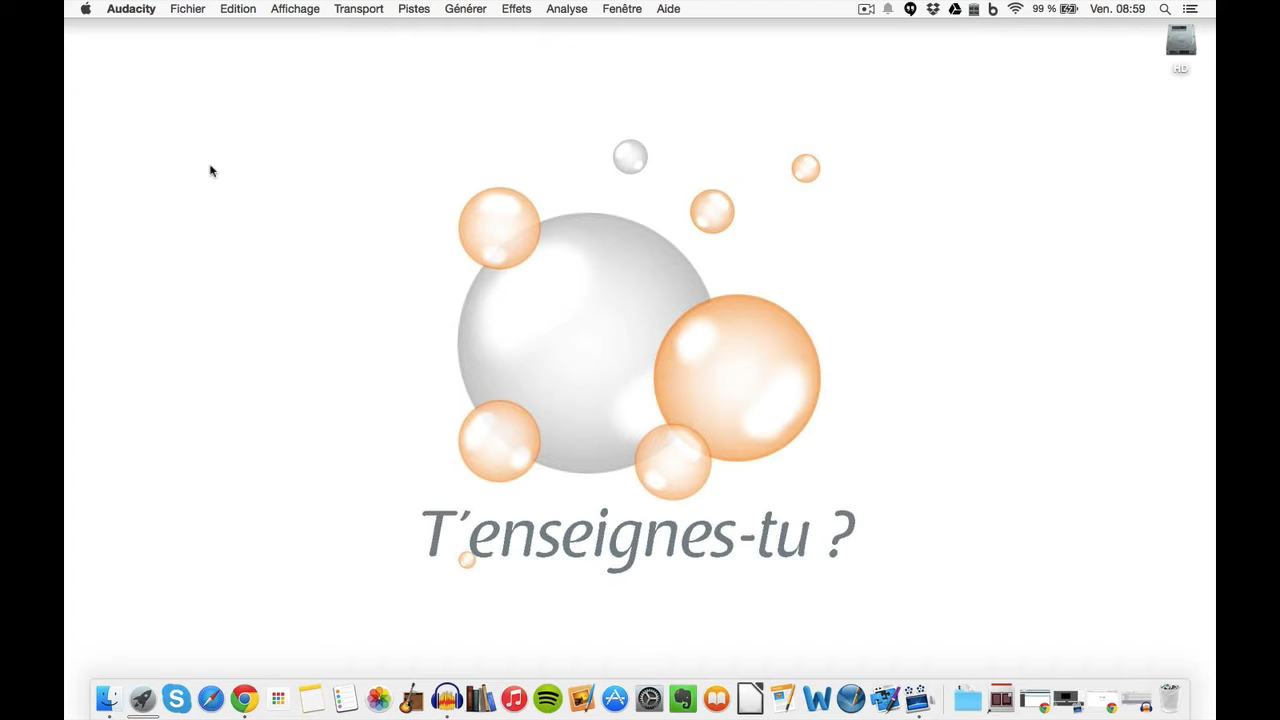 Audacity Fichier Edition Affichage Transport Pistes Générer Effets Analyse Fenêtre Aide 99 % Ven. 08:59
HD
T'enseignes-tu ?